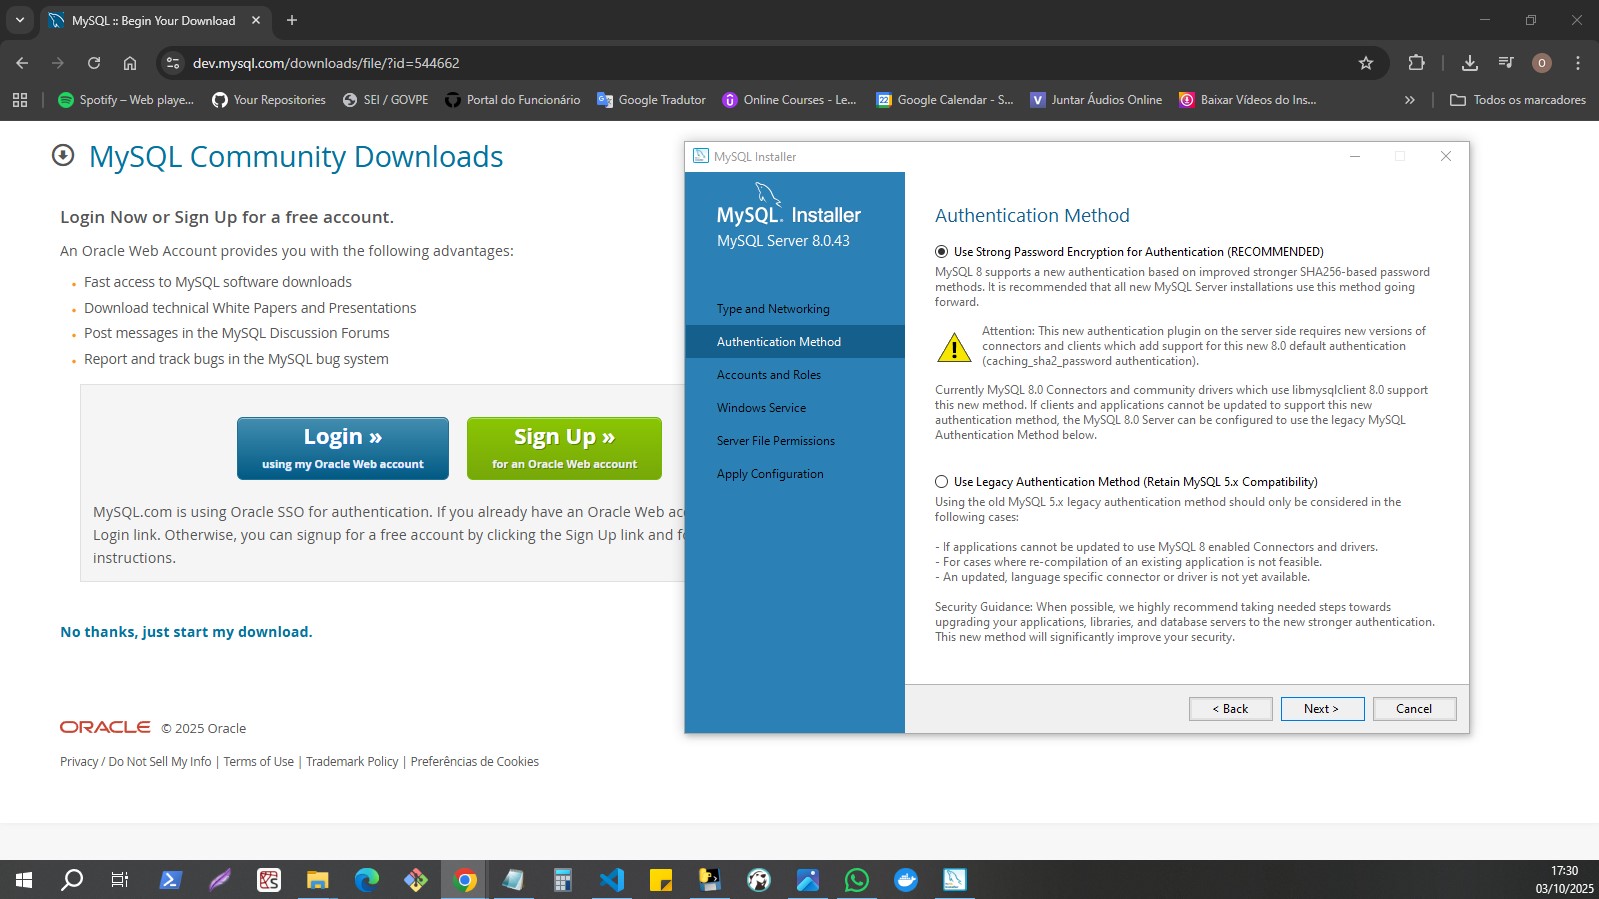 MySQL :: Begin Your Download
dev.mysql.com/downloads/file/?id=544662
O
Spotify – Web playe...
Your Repositories
SEI / GOVPE
Portal do Funcionário
Google Tradutor
Online Courses - Le...
Google Calendar - S...
Juntar Áudios Online
Baixar Vídeos do Ins...
Todos os marcadores
MySQL Community Downloads
Login Now or Sign Up for a free account.
An Oracle Web Account provides you with the following advantages:
Fast access to MySQL software downloads
Download technical White Papers and Presentations
Post messages in the MySQL Discussion Forums
Report and track bugs in the MySQL bug system
Login »
using my Oracle Web account
Sign Up »
for an Oracle Web account
MySQL.com is using Oracle SSO for authentication. If you already have an Oracle Web
Login link. Otherwise, you can signup for a free account by clicking the Sign Up link and
instructions.
No thanks, just start my download.
ORACLE © 2025 Oracle
Privacy / Do Not Sell My Info | Terms of Use | Trademark Policy | Preferências de Cookies
MySQL Installer
MySQL. Installer
MySQL Server 8.0.43
Type and Networking
Authentication Method
Accounts and Roles
Windows Service
Server File Permissions
Apply Configuration
Authentication Method
Use Strong Password Encryption for Authentication (RECOMMENDED)
MySQL 8 supports a new authentication based on improved stronger SHA256-based password
methods. It is recommended that all new MySQL Server installations use this method going
forward.
Attention: This new authentication plugin on the server side requires new versions of
connectors and clients which add support for this new 8.0 default authentication
(caching_sha2_password authentication).
Currently MySQL 8.0 Connectors and community drivers which use libmysqlclient 8.0 support
this new method. If clients and applications cannot be updated to support this new
authentication method, the MySQL 8.0 Server can be configured to use the legacy MySQL
Authentication Method below.
Use Legacy Authentication Method (Retain MySQL 5.x Compatibility)
Using the old MySQL 5.x legacy authentication method should only be considered in the
following cases:
- If applications cannot be updated to use MySQL 8 enabled Connectors and drivers.
- For cases where re-compilation of an existing application is not feasible.
- An updated, language specific connector or driver is not yet available.
Security Guidance: When possible, we highly recommend taking needed steps towards
upgrading your applications, libraries, and database servers to the new stronger authentication.
This new method will significantly improve your security.
< Back
Next >
Cancel
17:30
03/10/2025